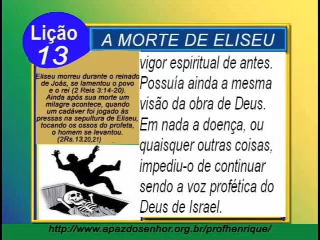 Lição
13
A MORTE DE ELISEU
Eliseu morreu durante o reinado
de Joás, se lamentou o povo
e o rei (2 Reis 3:14-20).
Ainda após sua morte um
milagre acontece, quando
um cadáver foi jogado às
pressas na sepultura de Eliseu,
tocando os ossos do profeta,
o homem se levantou.
(2Rs.13.20,21)
vigor espiritual de antes.
Possuía ainda a mesma
visão da obra de Deus.
Em nada a doença, ou
quaisquer outras coisas,
impediu-o de continuar
sendo a voz profética do
Deus de Israel.
http://www.apazdosenhor.org.br/profhenrique/